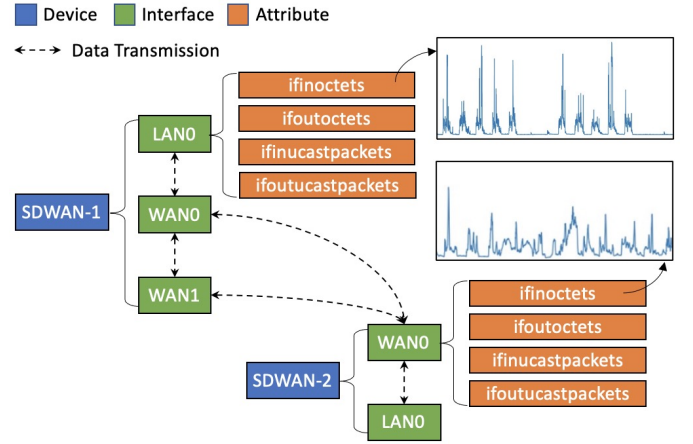 Device Interface Attribute
Data Transmission
ifinoctets
ifoutoctets
ifinucastpackets
ifoutucastpackets
LAN0
SDWAN-1
WAN0
WAN1
ifinoctets
ifoutoctets
ifinucastpackets
ifoutucastpackets
WAN0
SDWAN-2
LAN0